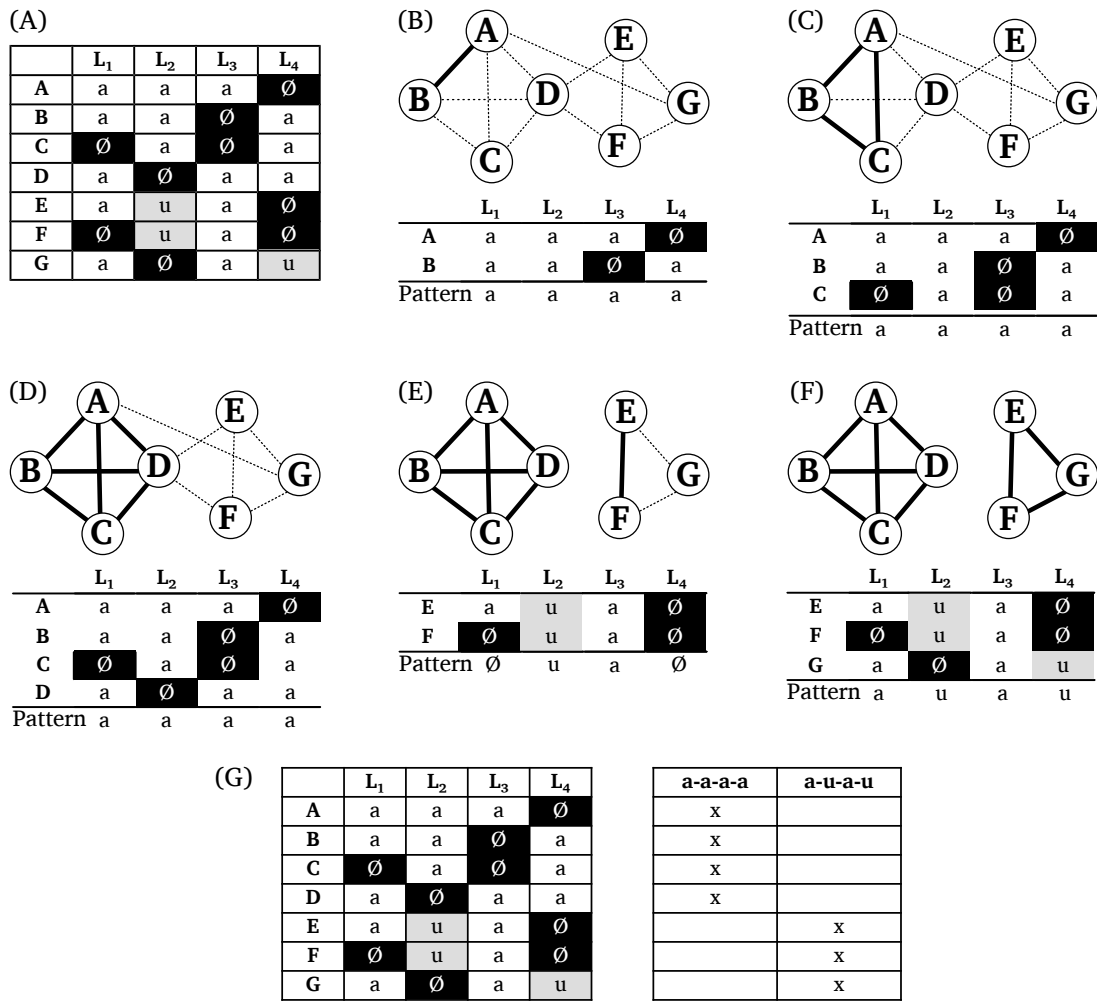 (A)
L₁ L₂ L₃ L₄
A a a a Ø
B a a Ø a
C Ø a Ø a
D a Ø a a
E a u a Ø
F Ø u a Ø
G a Ø a u
(B)
A E
B D G
C F
L₁ L₂ L₃ L₄
A a a a Ø
B a a Ø a
Pattern a a a a
(C)
A E
B D G
C F
L₁ L₂ L₃ L₄
A a a a Ø
B a a Ø a
C Ø a Ø a
Pattern a a a a
(D)
A E
B D G
C F
L₁ L₂ L₃ L₄
A a a a Ø
B a a Ø a
C Ø a Ø a
D a Ø a a
Pattern a a a a
(E)
A E
B D G
C F
L₁ L₂ L₃ L₄
E a u a Ø
F Ø u a Ø
Pattern Ø u a Ø
(F)
A E
B D G
C F
L₁ L₂ L₃ L₄
E a u a Ø
F Ø u a Ø
G a Ø a u
Pattern a u a u
(G)
L₁ L₂ L₃ L₄ a-a-a-a a-u-a-u
A a a a Ø x
B a a Ø a x
C Ø a Ø a x
D a Ø a a x
E a u a Ø x
F Ø u a Ø x
G a Ø a u x